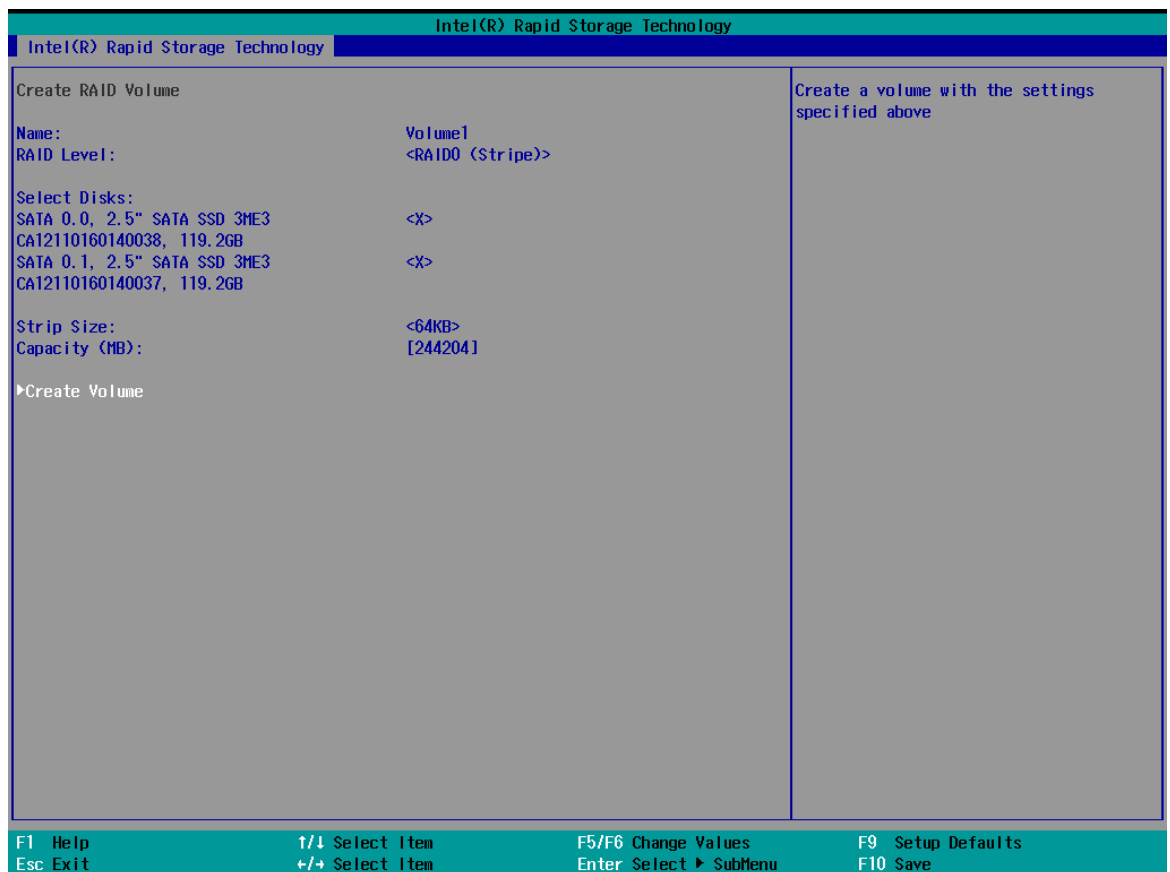 Intel(R) Rapid Storage Technology
Intel(R) Rapid Storage Technology
Create RAID Volume
Create a volume with the settings
specified above
Name: Volume1
RAID Level: <RAID0 (Stripe)>
Select Disks:
SATA 0.0, 2.5" SATA SSD 3ME3 <X>
CA12110160140038, 119.2GB
SATA 0.1, 2.5" SATA SSD 3ME3 <X>
CA12110160140037, 119.2GB
Strip Size: <64KB>
Capacity (MB): [244204]
▶Create Volume
F1 Help ↑/↓ Select Item F5/F6 Change Values F9 Setup Defaults
Esc Exit ←/→ Select Item Enter Select ▶ SubMenu F10 Save